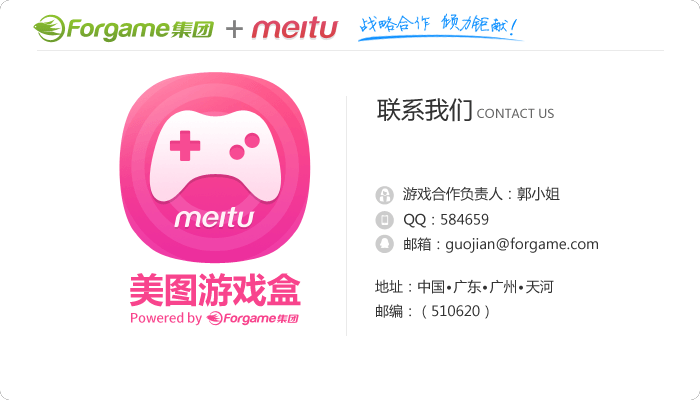 Forgame集团 + meitu 战略合作 倾力钜献!
联系我们 CONTACT US
meitu
游戏合作负责人：郭小姐
QQ：584659
邮箱：guojian@forgame.com
美图游戏盒
Powered by Forgame集团
地址：中国•广东•广州•天河
邮编：（510620）